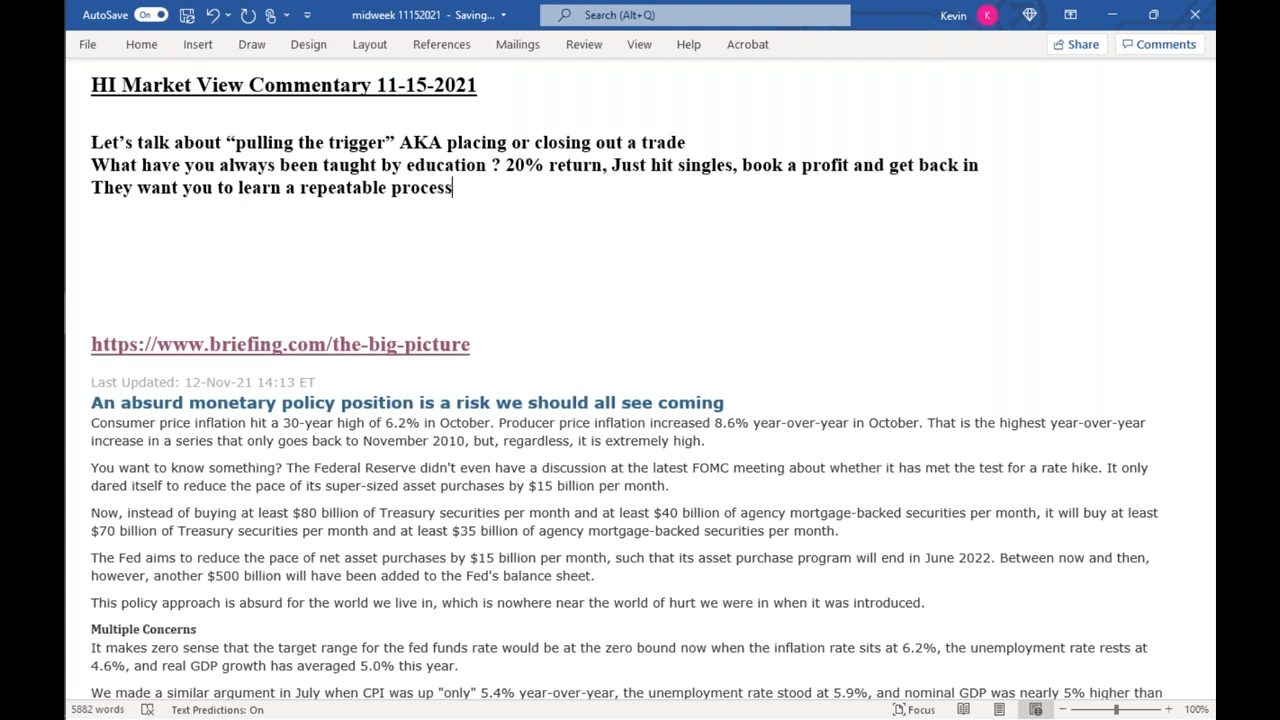 AutoSave On midweek 11152021 - Saving... Search (Alt+Q) Kevin K
File Home Insert Draw Design Layout References Mailings Review View Help Acrobat Share Comments
HI Market View Commentary 11-15-2021
Let’s talk about “pulling the trigger” AKA placing or closing out a trade
What have you always been taught by education ? 20% return, Just hit singles, book a profit and get back in
They want you to learn a repeatable process
https://www.briefing.com/the-big-picture
Last Updated: 12-Nov-21 14:13 ET
An absurd monetary policy position is a risk we should all see coming
Consumer price inflation hit a 30-year high of 6.2% in October. Producer price inflation increased 8.6% year-over-year in October. That is the highest year-over-year
increase in a series that only goes back to November 2010, but, regardless, it is extremely high.
You want to know something? The Federal Reserve didn't even have a discussion at the latest FOMC meeting about whether it has met the test for a rate hike. It only
dared itself to reduce the pace of its super-sized asset purchases by $15 billion per month.
Now, instead of buying at least $80 billion of Treasury securities per month and at least $40 billion of agency mortgage-backed securities per month, it will buy at least
$70 billion of Treasury securities per month and at least $35 billion of agency mortgage-backed securities per month.
The Fed aims to reduce the pace of net asset purchases by $15 billion per month, such that its asset purchase program will end in June 2022. Between now and then,
however, another $500 billion will have been added to the Fed's balance sheet.
This policy approach is absurd for the world we live in, which is nowhere near the world of hurt we were in when it was introduced.
Multiple Concerns
It makes zero sense that the target range for the fed funds rate would be at the zero bound now when the inflation rate sits at 6.2%, the unemployment rate rests at
4.6%, and real GDP growth has averaged 5.0% this year.
We made a similar argument in July when CPI was up "only" 5.4% year-over-year, the unemployment rate stood at 5.9%, and nominal GDP was nearly 5% higher than
5882 words Text Predictions: On Focus 100%